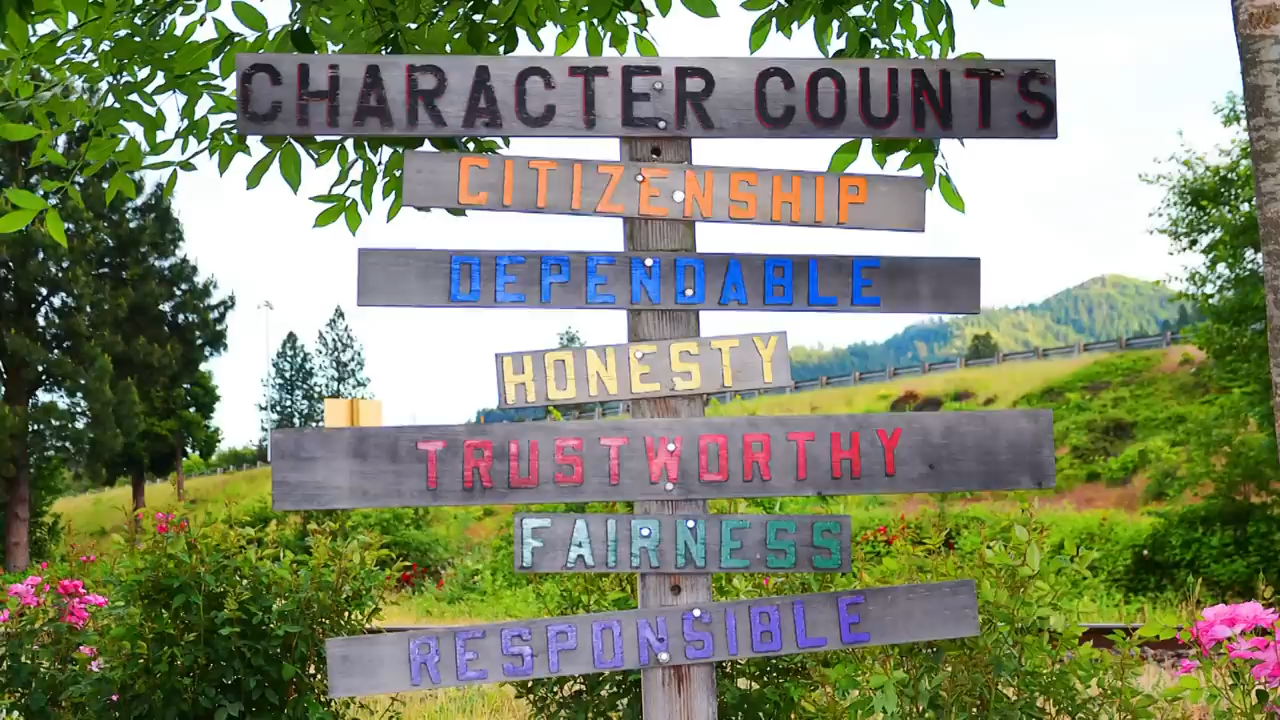 CHARACTER COUNTS
CITIZENSHIP
DEPENDABLE
HONESTY
TRUSTWORTHY
FAIRNESS
RESPONSIBLE